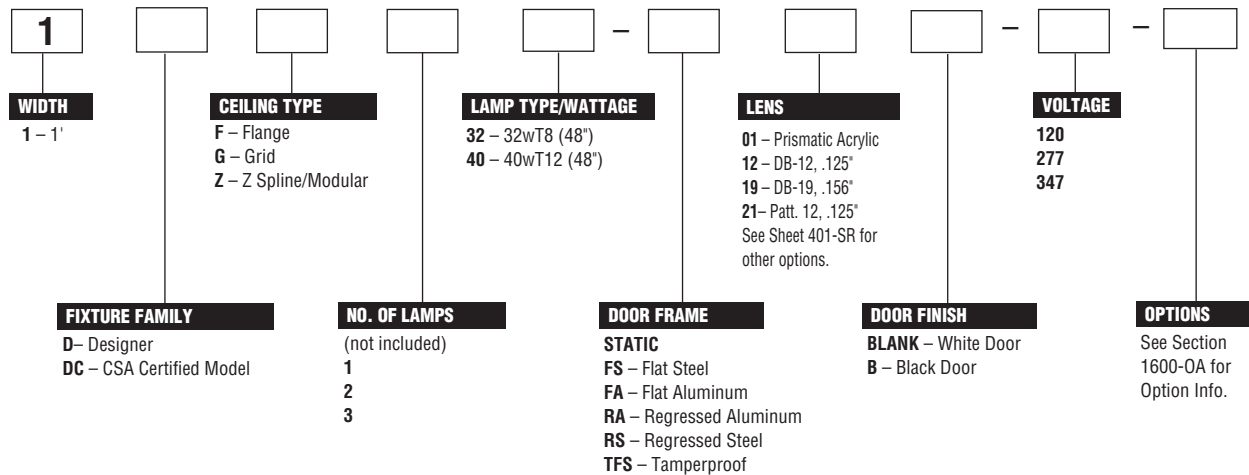 1 – – –
WIDTH
1 – 1'
CEILING TYPE
F – Flange
G – Grid
Z – Z Spline/Modular
LAMP TYPE/WATTAGE
32 – 32wT8 (48")
40 – 40wT12 (48")
LENS
01 – Prismatic Acrylic
12 – DB-12, .125"
19 – DB-19, .156"
21– Patt. 12, .125"
See Sheet 401-SR for
other options.
VOLTAGE
120
277
347
FIXTURE FAMILY
D– Designer
DC – CSA Certified Model
NO. OF LAMPS
(not included)
1
2
3
DOOR FRAME
STATIC
FS – Flat Steel
FA – Flat Aluminum
RA – Regressed Aluminum
RS – Regressed Steel
TFS – Tamperproof
DOOR FINISH
BLANK – White Door
B – Black Door
OPTIONS
See Section
1600-OA for
Option Info.